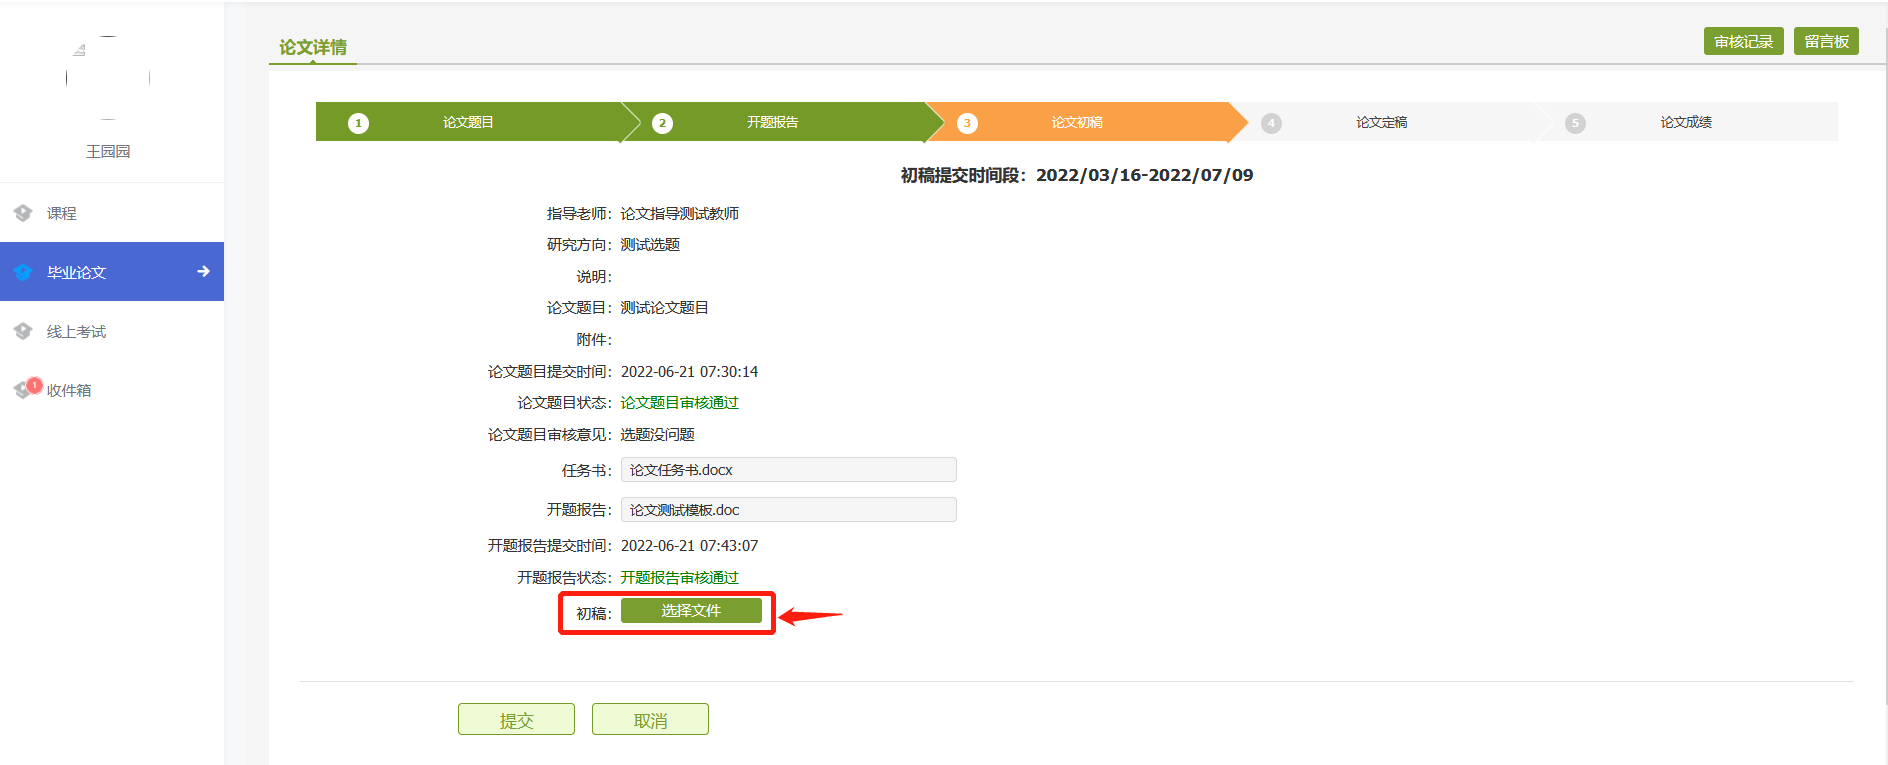 王园园
课程
毕业论文
线上考试
1
收件箱
论文详情
审核记录
留言板
1 论文题目
2 开题报告
3 论文初稿
4 论文定稿
5 论文成绩
初稿提交时间段：2022/03/16-2022/07/09
指导老师：论文指导测试教师
研究方向：测试选题
说明：
论文题目：测试论文题目
附件：
论文题目提交时间：2022-06-21 07:30:14
论文题目状态：论文题目审核通过
论文题目审核意见：选题没问题
任务书：论文任务书.docx
开题报告：论文测试模板.doc
开题报告提交时间：2022-06-21 07:43:07
开题报告状态：开题报告审核通过
初稿：选择文件
提交
取消